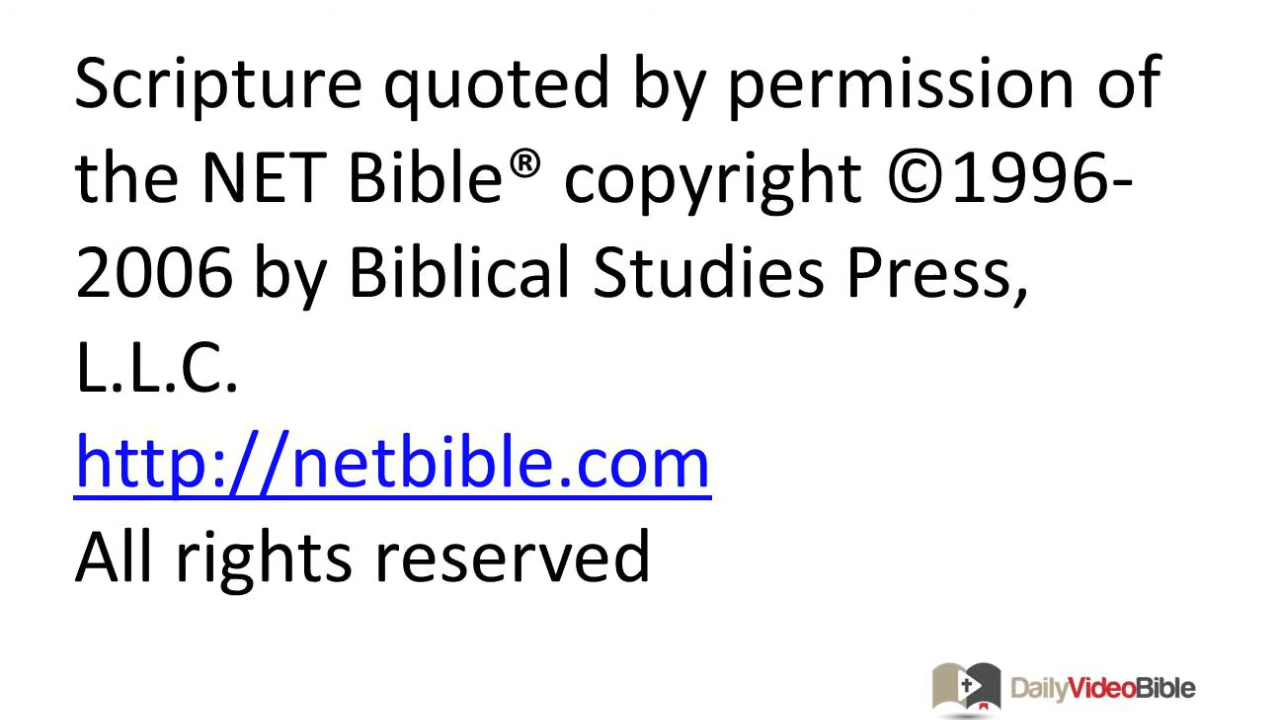 Scripture quoted by permission of
the NET Bible® copyright ©1996-
2006 by Biblical Studies Press,
L.L.C.
http://netbible.com
All rights reserved
DailyVideoBible